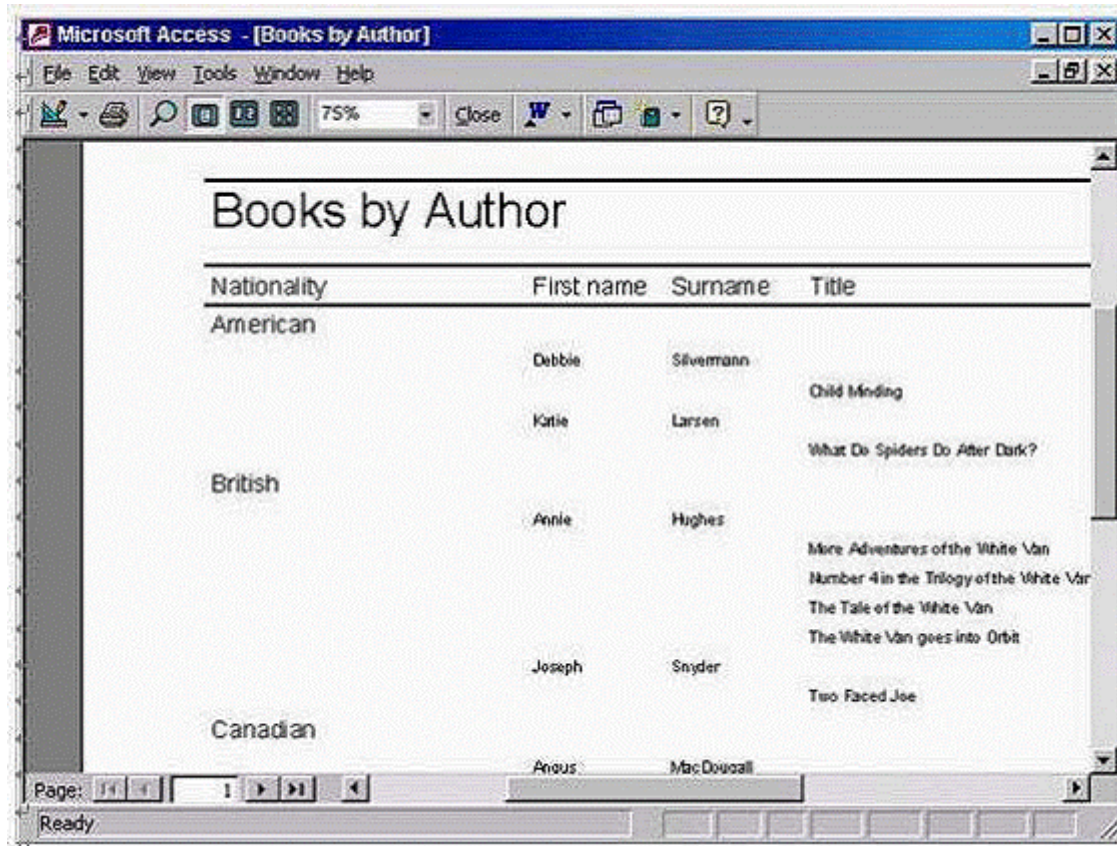 Microsoft Access - [Books by Author]
File Edit View Tools Window Help
75% Close W
Books by Author
Nationality First name Surname Title
American
Debbie Silvermann
Child Minding
Katie Larsen
What Do Spiders Do After Dark?
British
Annie Hughes
More Adventures of the White Van
Number 4 in the Trilogy of the White Van
The Tale of the White Van
The White Van goes into Orbit
Joseph Snyder
Two Faced Joe
Canadian
Angus MacDougall
Page: 1
Ready